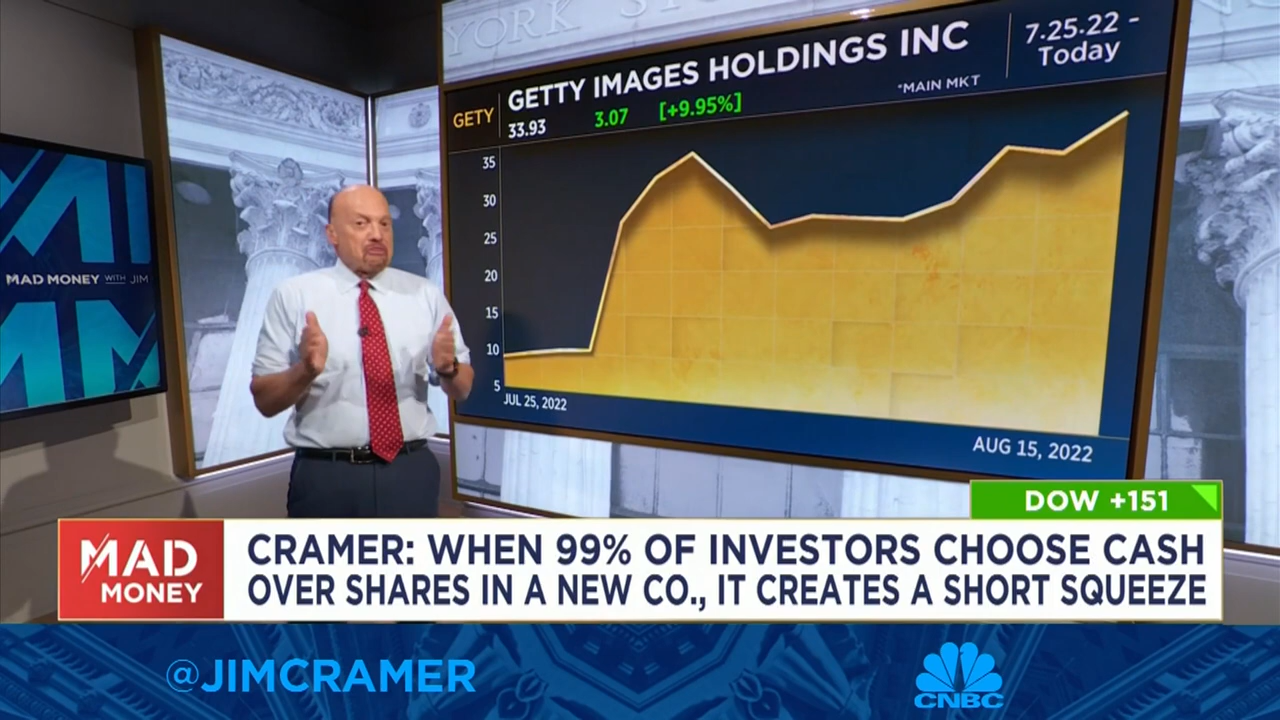 YORK STO
GETTY IMAGES HOLDINGS INC
7·25·22 –
Today
GETY
33.93 3.07 [+9.95%]
*MAIN MKT
35
30
25
20
15
10
5
JUL 25, 2022
AUG 15, 2022
MAD MONEY WITH JIM
DOW +151
MAD
MONEY
CRAMER: WHEN 99% OF INVESTORS CHOOSE CASH
OVER SHARES IN A NEW CO., IT CREATES A SHORT SQUEEZE
@JIMCRAMER
CNBC